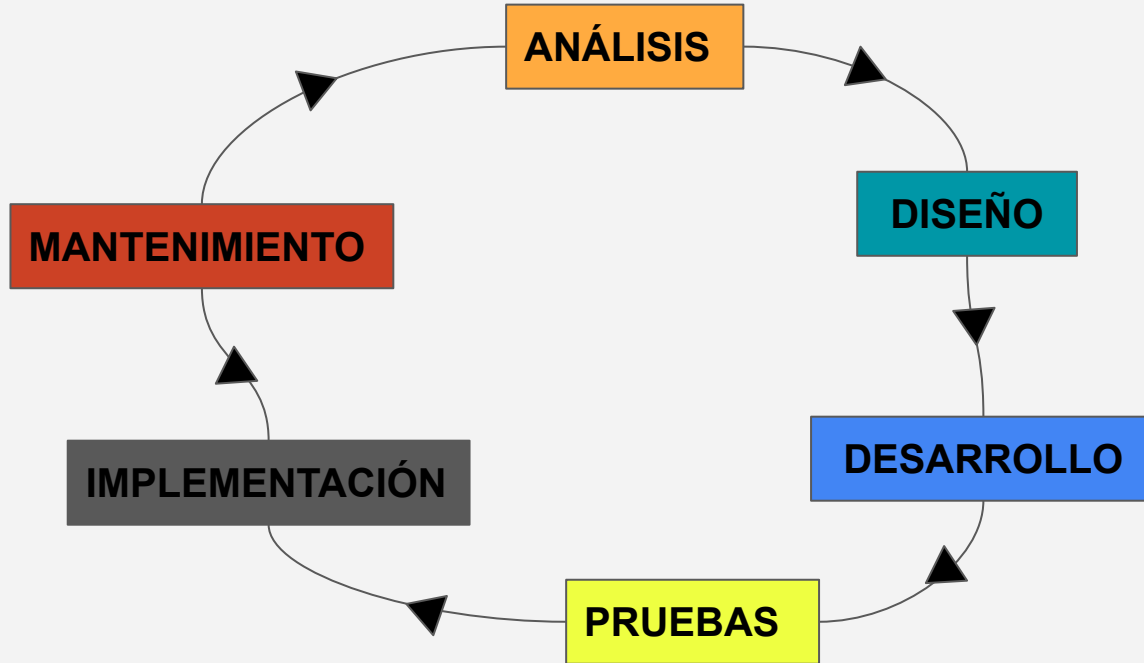 ANÁLISIS
DISEÑO
DESARROLLO
PRUEBAS
IMPLEMENTACIÓN
MANTENIMIENTO